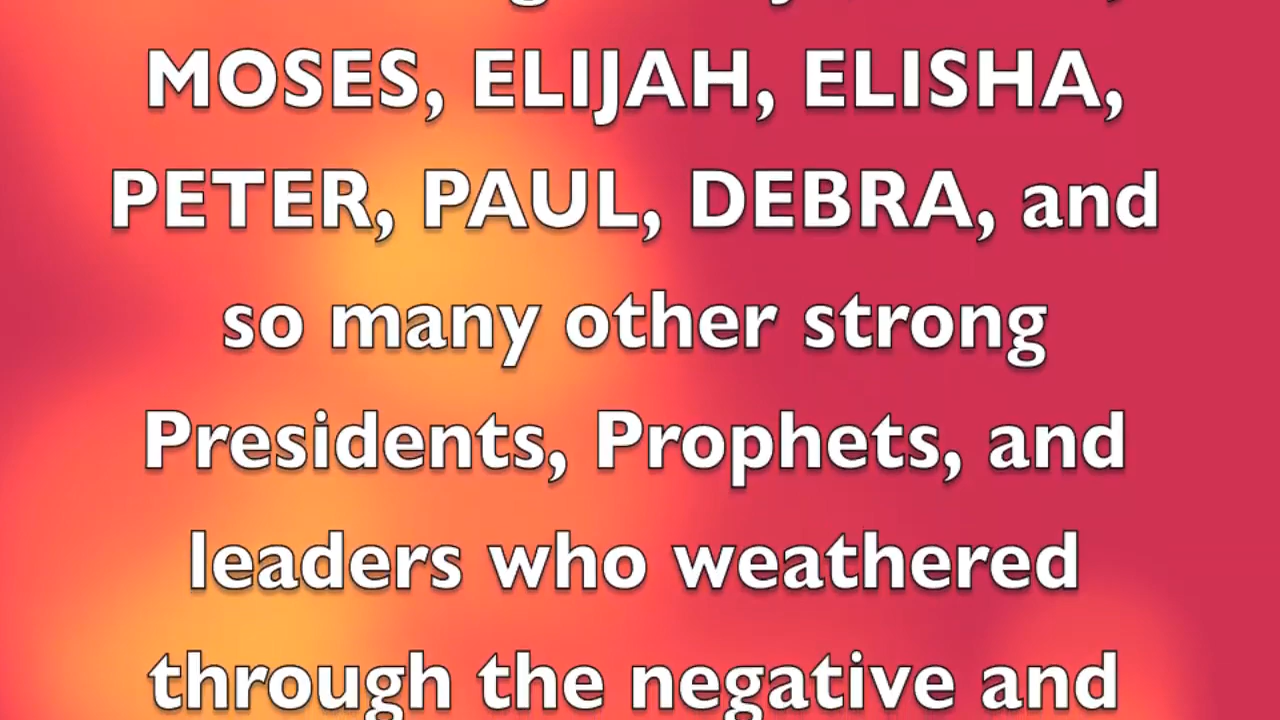 MOSES, ELIJAH, ELISHA,
PETER, PAUL, DEBRA, and
so many other strong
Presidents, Prophets, and
leaders who weathered
through the negative and